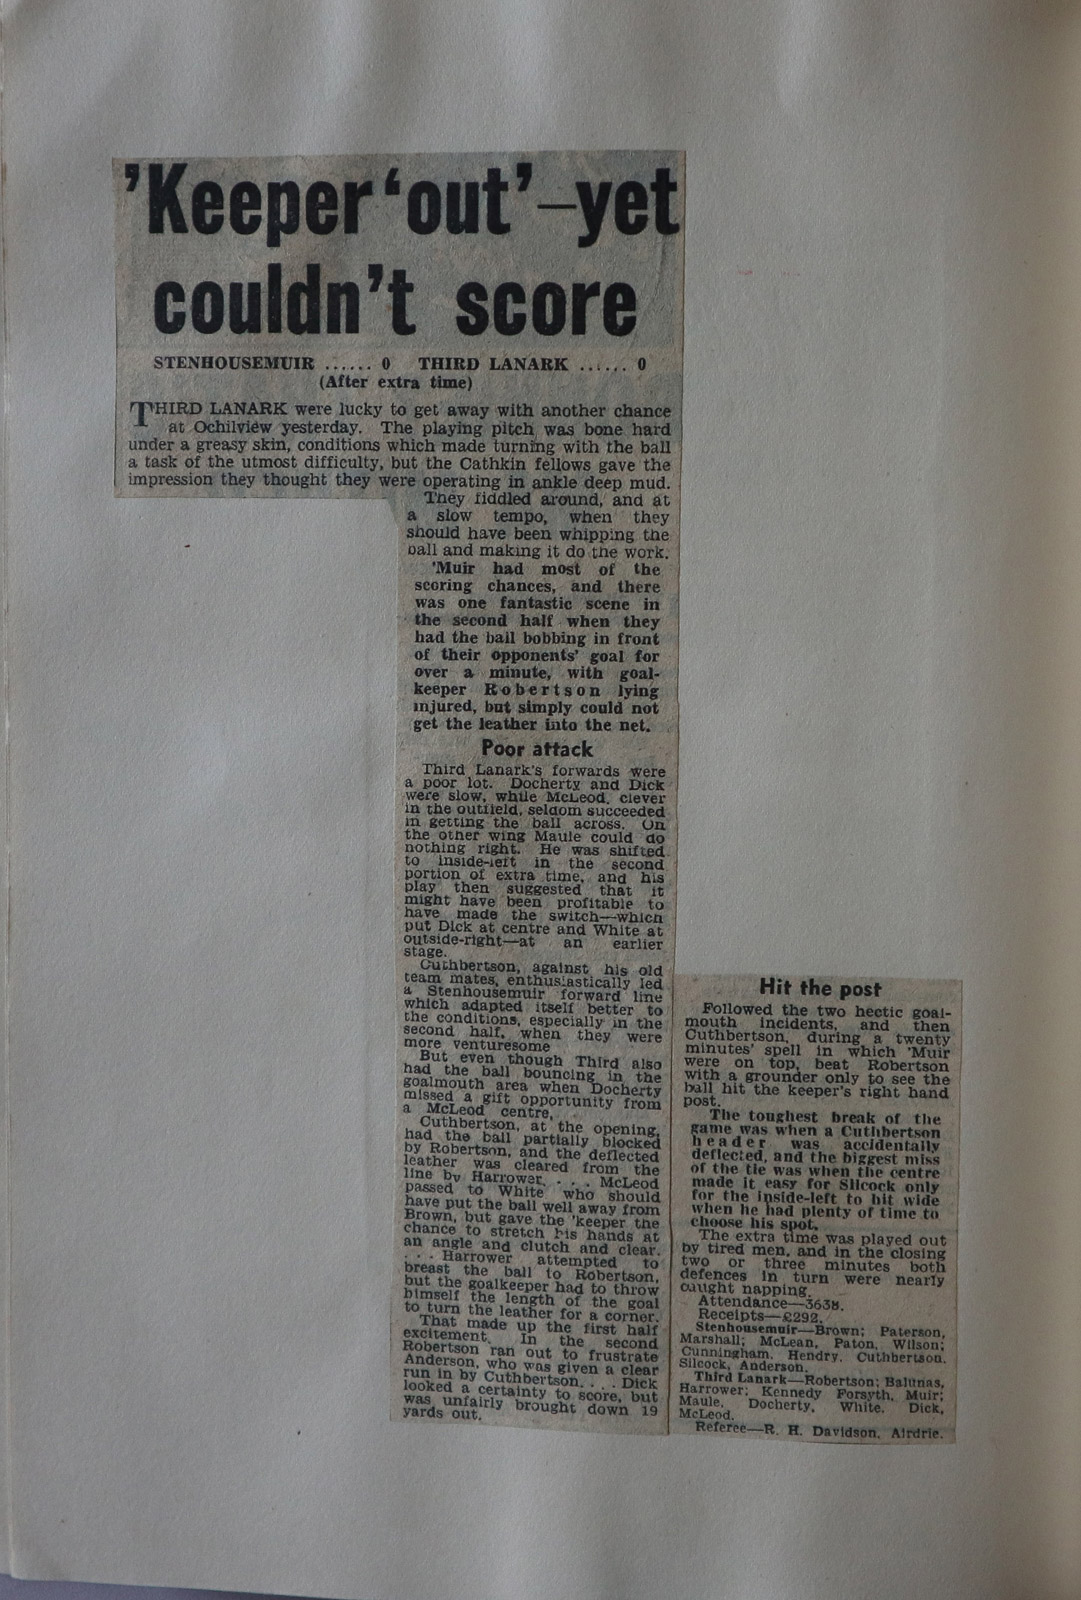 'Keeper 'out'—yet
couldn't score
STENHOUSEMUIR ...... 0 THIRD LANARK ...... 0
(After extra time)
THIRD LANARK were lucky to get away with another chance
at Ochilview yesterday. The playing pitch was bone hard
under a greasy skin, conditions which made turning with the ball
a task of the utmost difficulty, but the Cathkin fellows gave the
impression they thought they were operating in ankle deep mud.
They fiddled around, and at
a slow tempo, when they
should have been whipping the
ball and making it do the work.
'Muir had most of the
scoring chances, and there
was one fantastic scene in
the second half when they
had the ball bobbing in front
of their opponents' goal for
over a minute, with goal-
keeper Robertson lying
injured, but simply could not
get the leather into the net.
Poor attack
Third Lanark's forwards were
a poor lot. Docherty and Dick
were slow, while McLeod, clever
in the outfield, seldom succeeded
in getting the ball across. On
the other wing Maule could do
nothing right. He was shifted
to inside-left in the second
portion of extra time, and his
play then suggested that it
might have been profitable to
have made the switch—which
put Dick at centre and White at
outside-right—at an earlier
stage.
Cuthbertson, against his old
team mates, enthusiastically led
a Stenhousemuir forward line
which adapted itself better to
the conditions, especially in the
second half, when they were
more venturesome
But even though Third also
had the ball bouncing in the
goalmouth area when Docherty
missed a gift opportunity from
a McLeod centre,
Cuthbertson, at the opening,
had the ball partially blocked
by Robertson, and the deflected
leather was cleared from the
line by Harrower. . . . McLeod
passed to White who should
have put the ball well away from
Brown, but gave the 'keeper the
chance to stretch his hands at
an angle and clutch and clear.
. . . Harrower attempted to
breast the ball to Robertson,
but the goalkeeper had to throw
himself the length of the goal
to turn the leather for a corner.
That made up the first half
excitement. In the second
Robertson ran out to frustrate
Anderson, who was given a clear
run in by Cuthbertson. . . . Dick
looked a certainty to score, but
was unfairly brought down 19
yards out.
Hit the post
Followed the two hectic goal-
mouth incidents, and then
Cuthbertson, during a twenty
minutes' spell in which 'Muir
were on top, beat Robertson
with a grounder only to see the
ball hit the keeper's right hand
post.
The toughest break of the
game was when a Cuthbertson
header was accidentally
deflected, and the biggest miss
of the tie was when the centre
made it easy for Silcock only
for the inside-left to hit wide
when he had plenty of time to
choose his spot.
The extra time was played out
by tired men, and in the closing
two or three minutes both
defences in turn were nearly
caught napping.
Attendance—3638.
Receipts—£292.
Stenhousemuir—Brown; Paterson,
Marshall; McLean, Paton, Wilson;
Cunningham, Hendry, Cuthbertson,
Silcock, Anderson.
Third Lanark—Robertson; Balunas,
Harrower; Kennedy Forsyth, Muir;
Maule, Docherty, White, Dick,
McLeod.
Referee—R. H. Davidson, Airdrie.